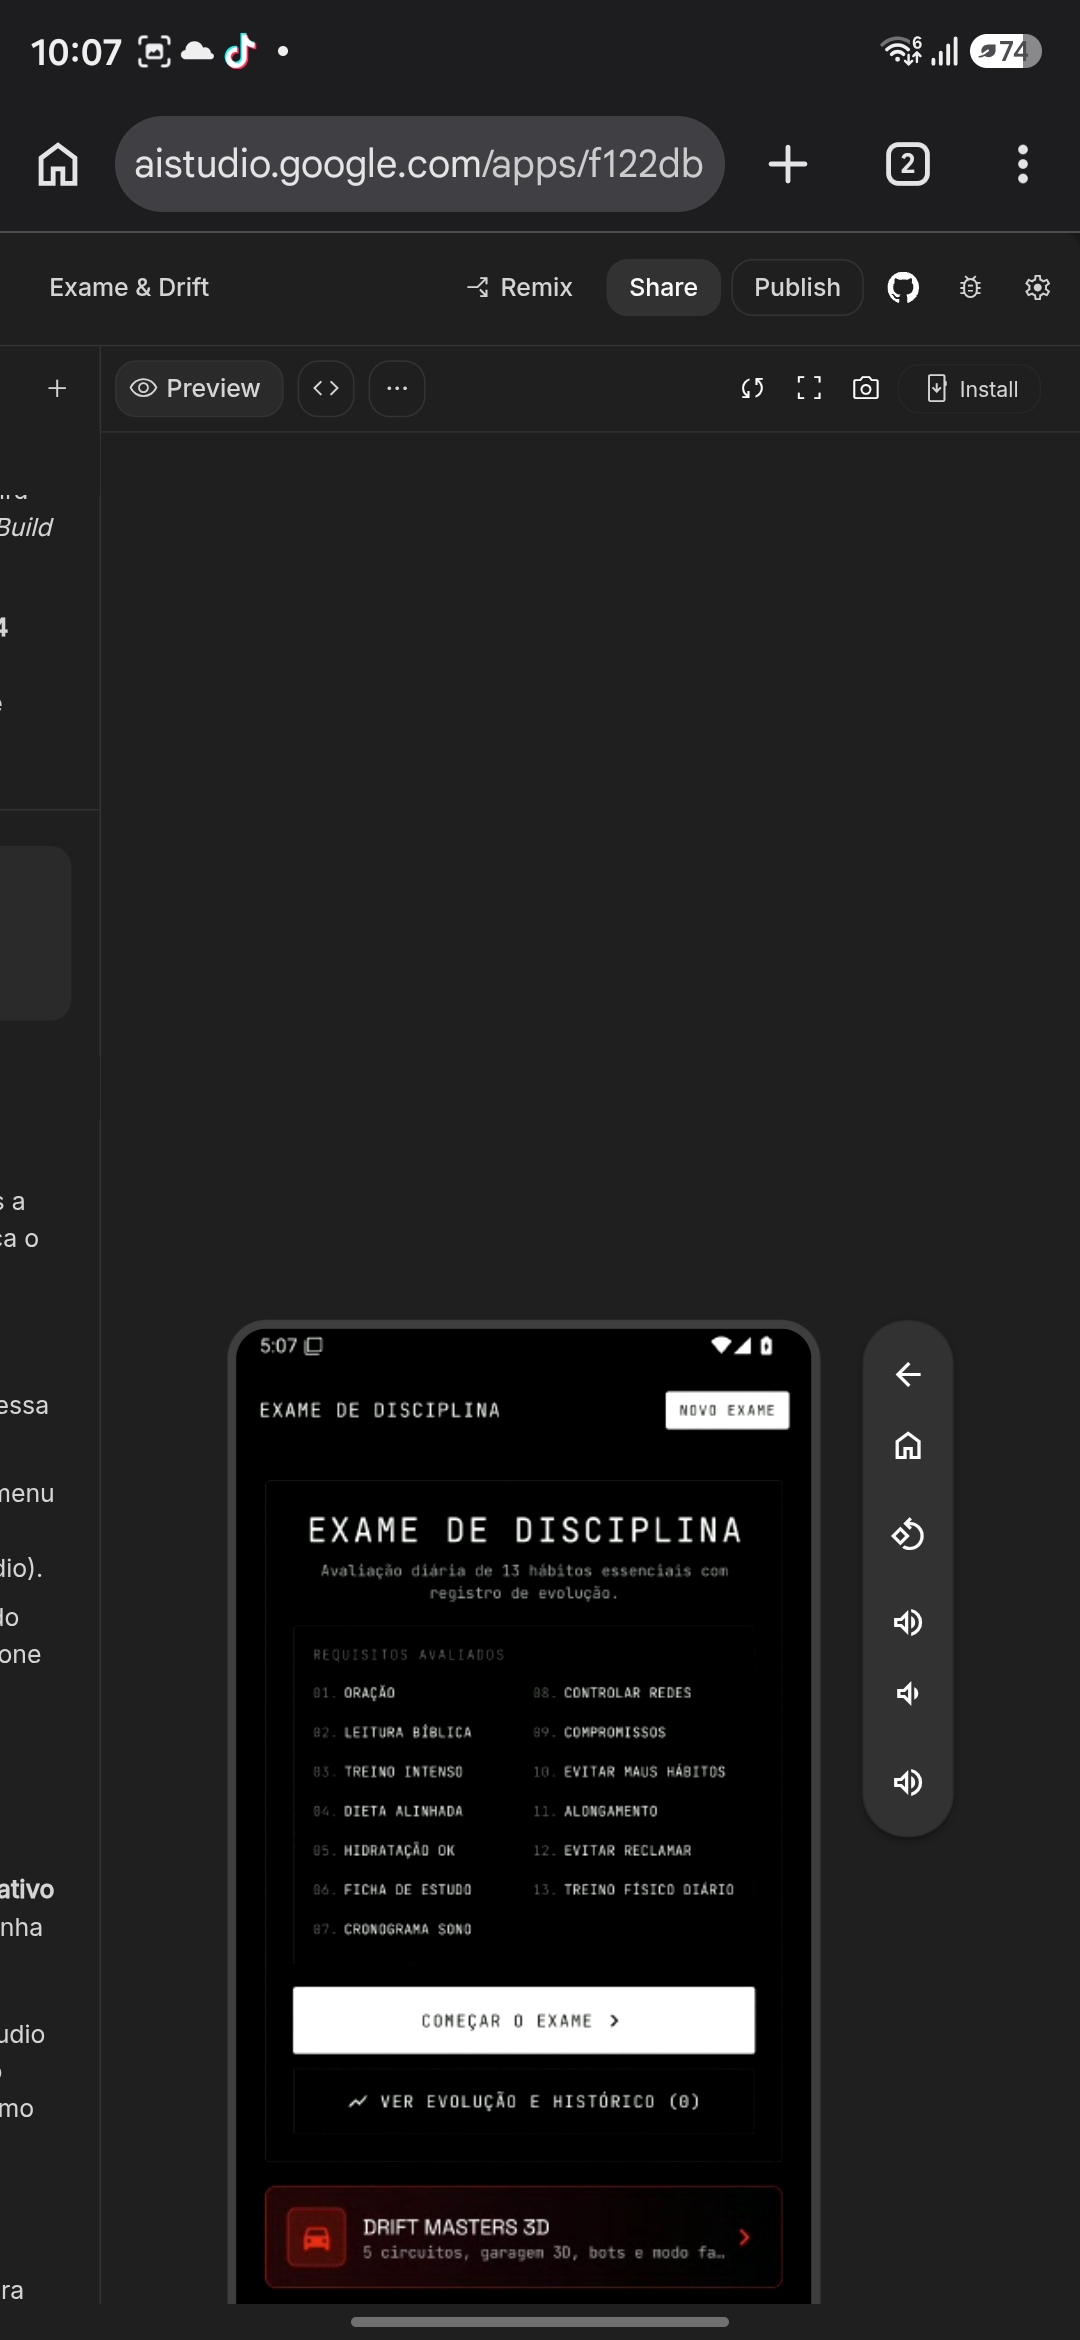 10:07
6
74
aistudio.google.com/apps/f122db
2
Exame & Drift
Remix
Share
Publish
Preview
Install
Build
4
e
s a
ça o
essa
menu
dio).
do
one
ativo
nha
udio
o
mo
ra
5:07
EXAME DE DISCIPLINA
NOVO EXAME
EXAME DE DISCIPLINA
Avaliação diária de 13 hábitos essenciais com
registro de evolução.
REQUISITOS AVALIADOS
01. ORAÇÃO
02. LEITURA BÍBLICA
03. TREINO INTENSO
04. DIETA ALINHADA
05. HIDRATAÇÃO OK
06. FICHA DE ESTUDO
07. CRONOGRAMA SONO
08. CONTROLAR REDES
09. COMPROMISSOS
10. EVITAR MAUS HÁBITOS
11. ALONGAMENTO
12. EVITAR RECLAMAR
13. TREINO FÍSICO DIÁRIO
COMEÇAR O EXAME
VER EVOLUÇÃO E HISTÓRICO (0)
DRIFT MASTERS 3D
5 circuitos, garagem 3D, bots e modo fa…